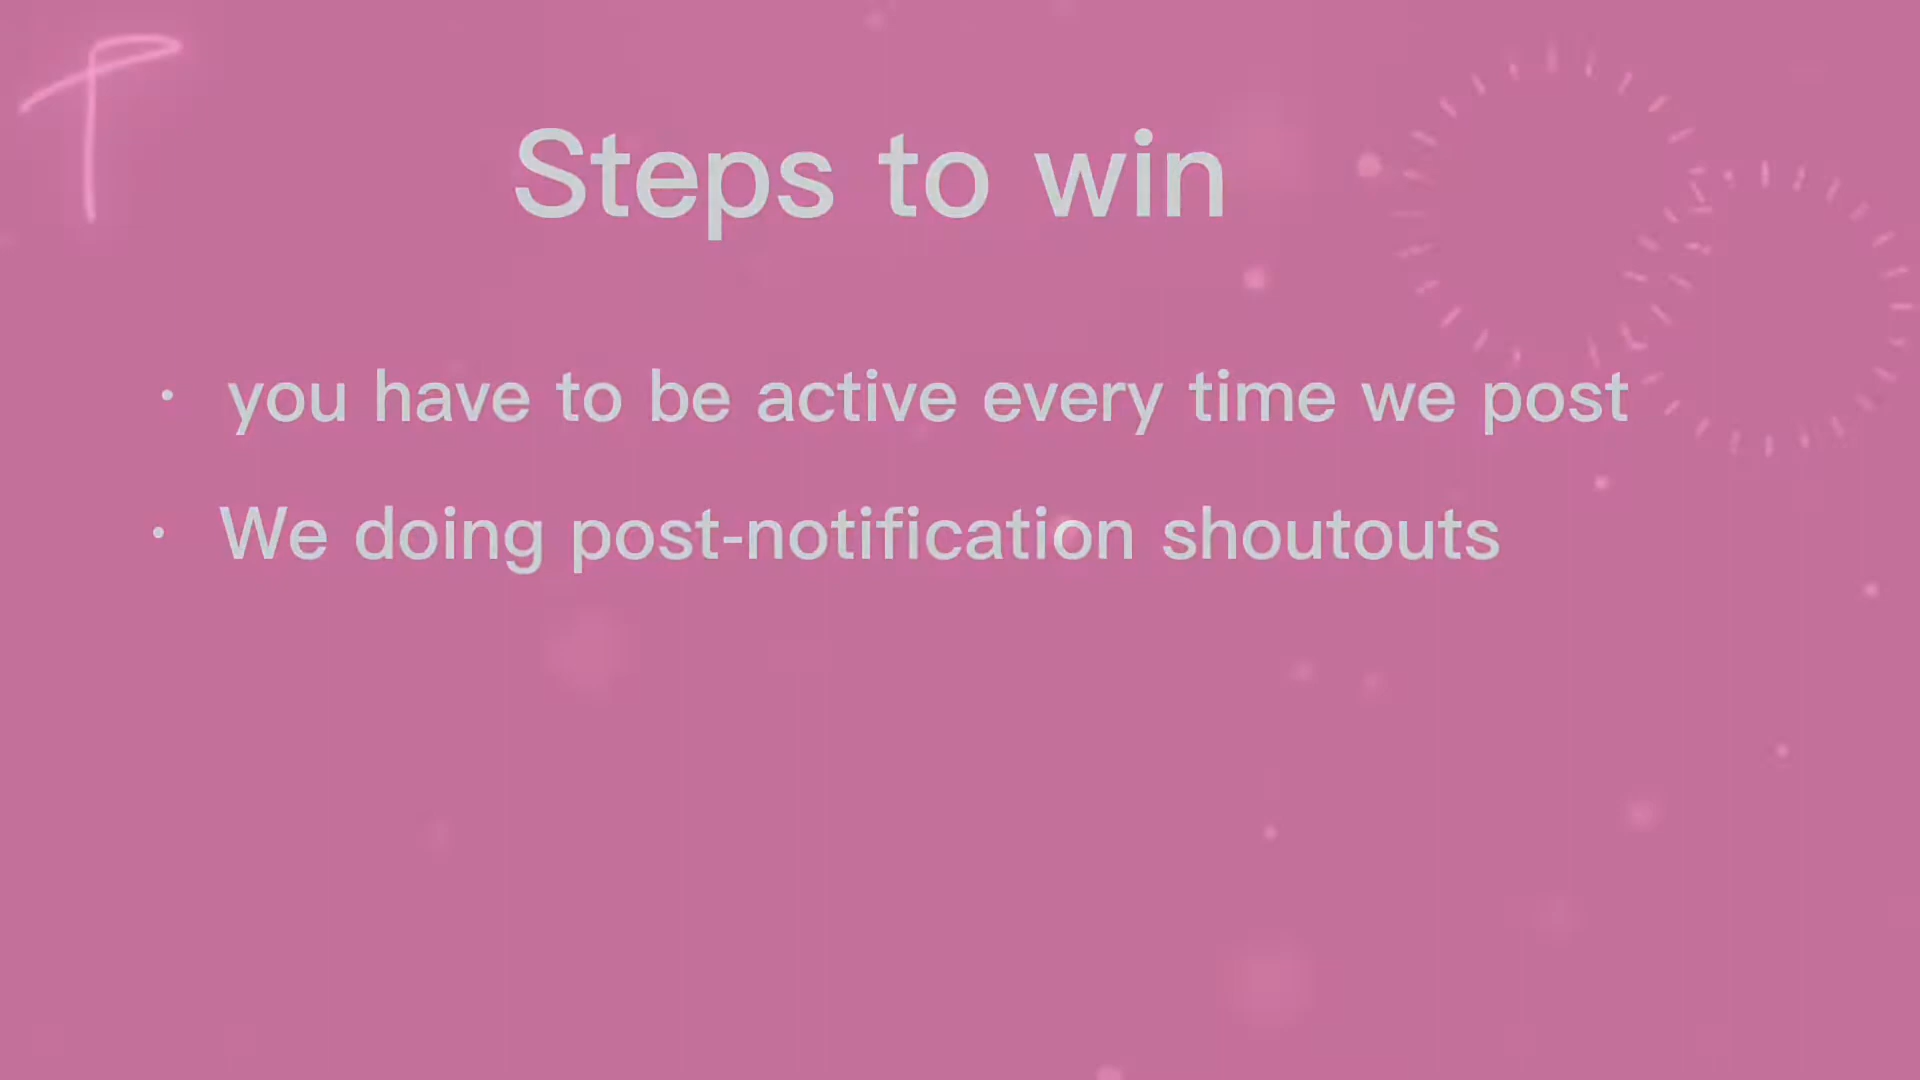 Steps to win
· you have to be active every time we post
· We doing post-notification shoutouts